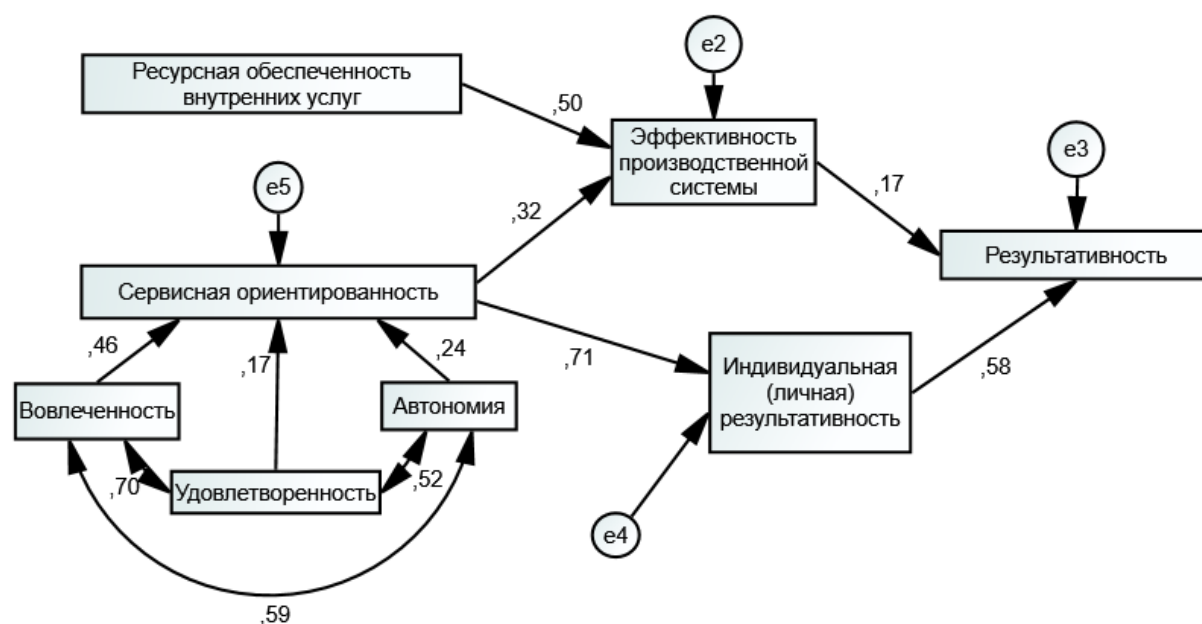 e2
Ресурсная обеспеченность
внутренних услуг
,50
Эффективность
производственной
системы
e3
e5
,17
,32
Результативность
Сервисная ориентированность
,46
,17
,24
,71
Индивидуальная
(личная)
результативность
,58
Вовлеченность
Автономия
,70
Удовлетворенность
,52
e4
,59